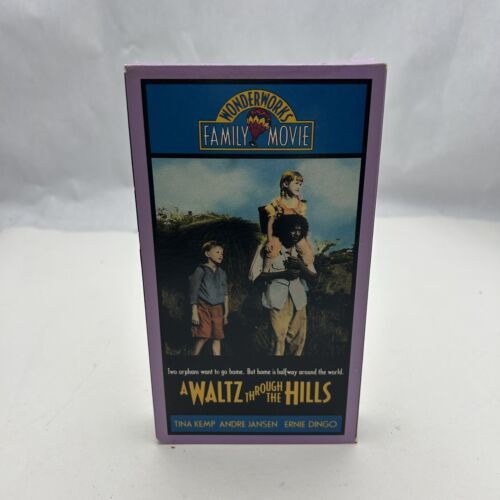 WONDERWORKS
FAMILY MOVIE
Two orphans want to go home. But home is halfway around the world.
A WALTZ THROUGH THE HILLS
TINA KEMP ANDRE JANSEN ERNIE DINGO